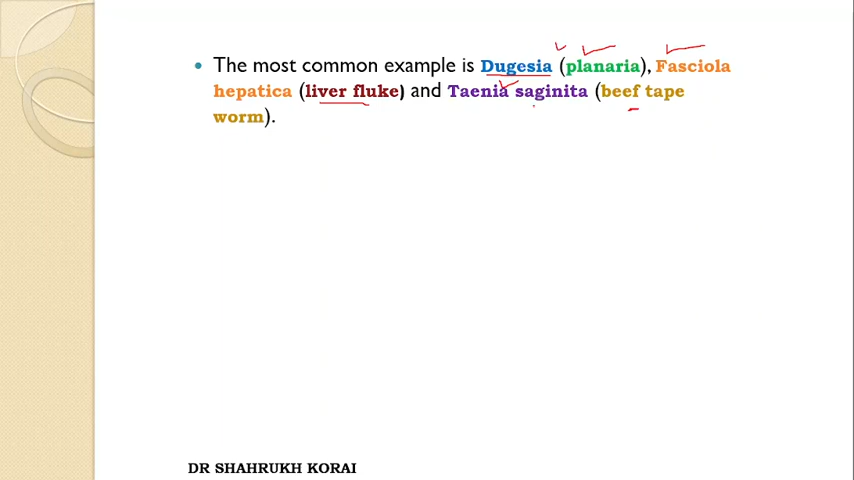 • The most common example is Dugesia (planaria), Fasciola
hepatica (liver fluke) and Taenia saginita (beef tape
worm).
DR SHAHRUKH KORAI